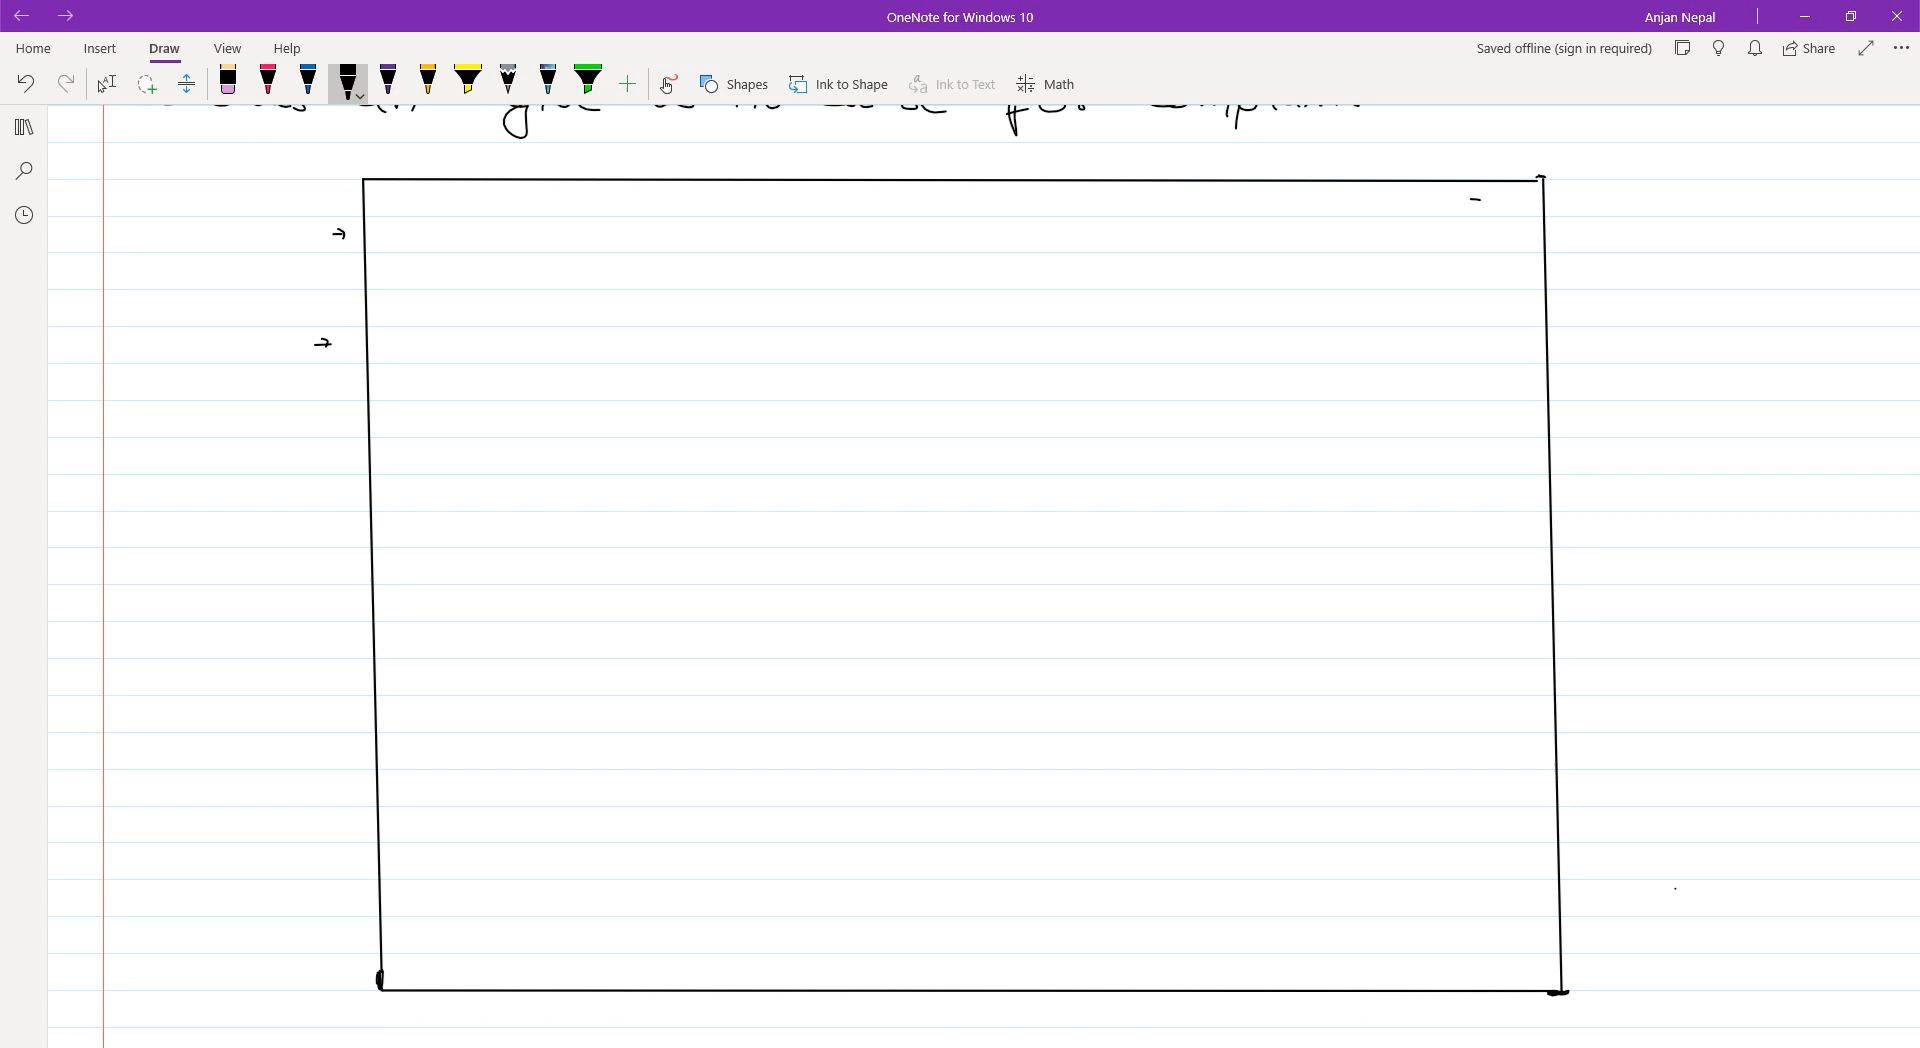 OneNote for Windows 10
Anjan Nepal
Home Insert Draw View Help
Saved offline (sign in required) Share
Shapes Ink to Shape Ink to Text Math